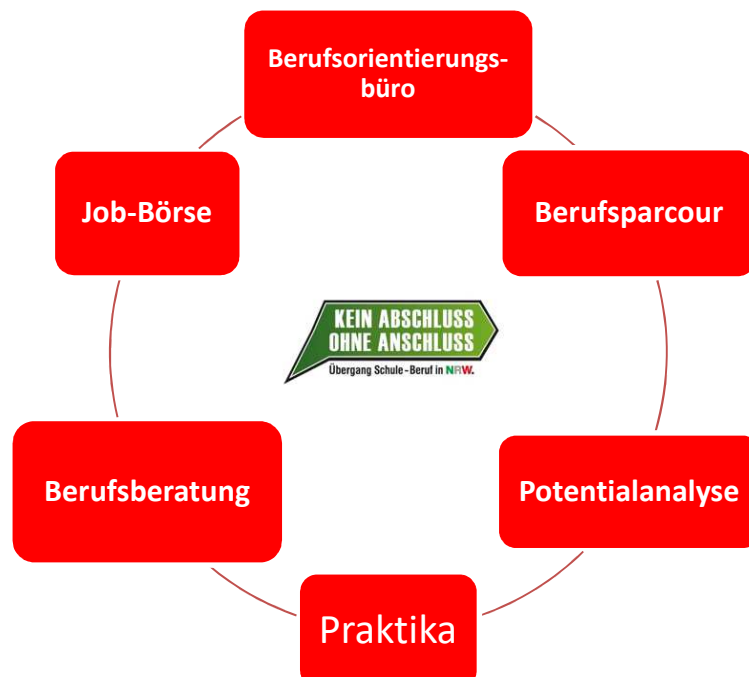 Berufsorientierungs-
büro
Job-Börse
Berufsparcour
KEIN ABSCHLUSS
OHNE ANSCHLUSS
Übergang Schule-Beruf in NRW.
Berufsberatung
Potentialanalyse
Praktika